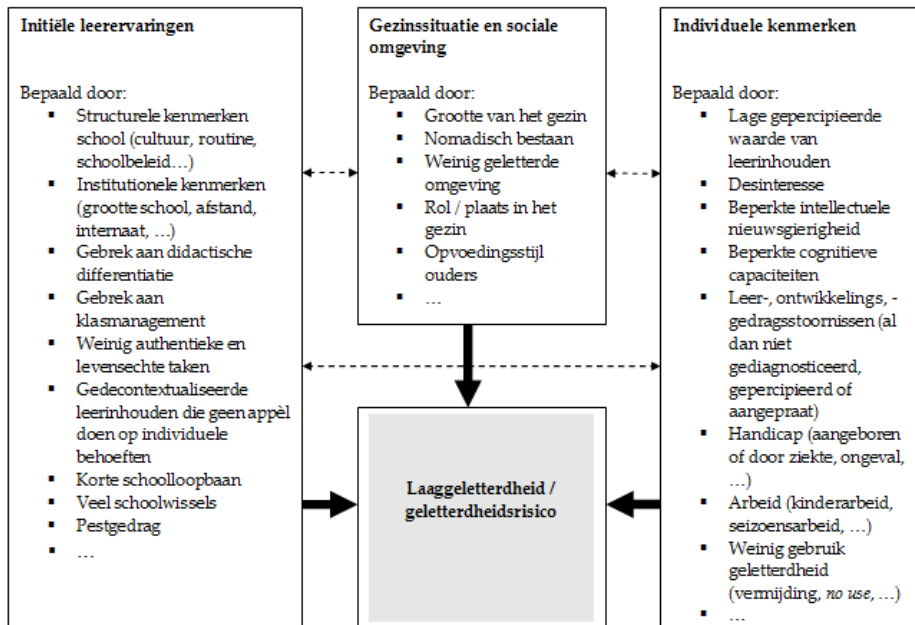 Initiële leerervaringen
Bepaald door:
▪ Structurele kenmerken
school (cultuur, routine,
schoolbeleid…)
▪ Institutionele kenmerken
(grootte school, afstand,
internaat, …)
▪ Gebrek aan didactische
differentiatie
▪ Gebrek aan
klasmanagement
▪ Weinig authentieke en
levensechte taken
▪ Gedecontextualiseerde
leerinhouden die geen appèl
doen op individuele
behoeften
▪ Korte schoolloopbaan
▪ Veel schoolwissels
▪ Pestgedrag
▪ …
Gezinssituatie en sociale
omgeving
Bepaald door:
▪ Grootte van het gezin
▪ Nomadisch bestaan
▪ Weinig geletterde
omgeving
▪ Rol / plaats in het
gezin
▪ Opvoedingsstijl
ouders
▪ …
Laaggeletterdheid /
geletterdheidsrisico
Individuele kenmerken
Bepaald door:
▪ Lage gepercipieerde
waarde van
leerinhouden
▪ Desinteresse
▪ Beperkte intellectuele
nieuwsgierigheid
▪ Beperkte cognitieve
capaciteiten
▪ Leer-, ontwikkelings, -
gedragsstoornissen (al
dan niet
gediagnosticeerd,
gepercipieerd of
aangepraat)
▪ Handicap (aangeboren
of door ziekte, ongeval,
…)
▪ Arbeid (kinderarbeid,
seizoensarbeid, …)
▪ Weinig gebruik
geletterdheid
(vermijding, no use, …)
▪ …